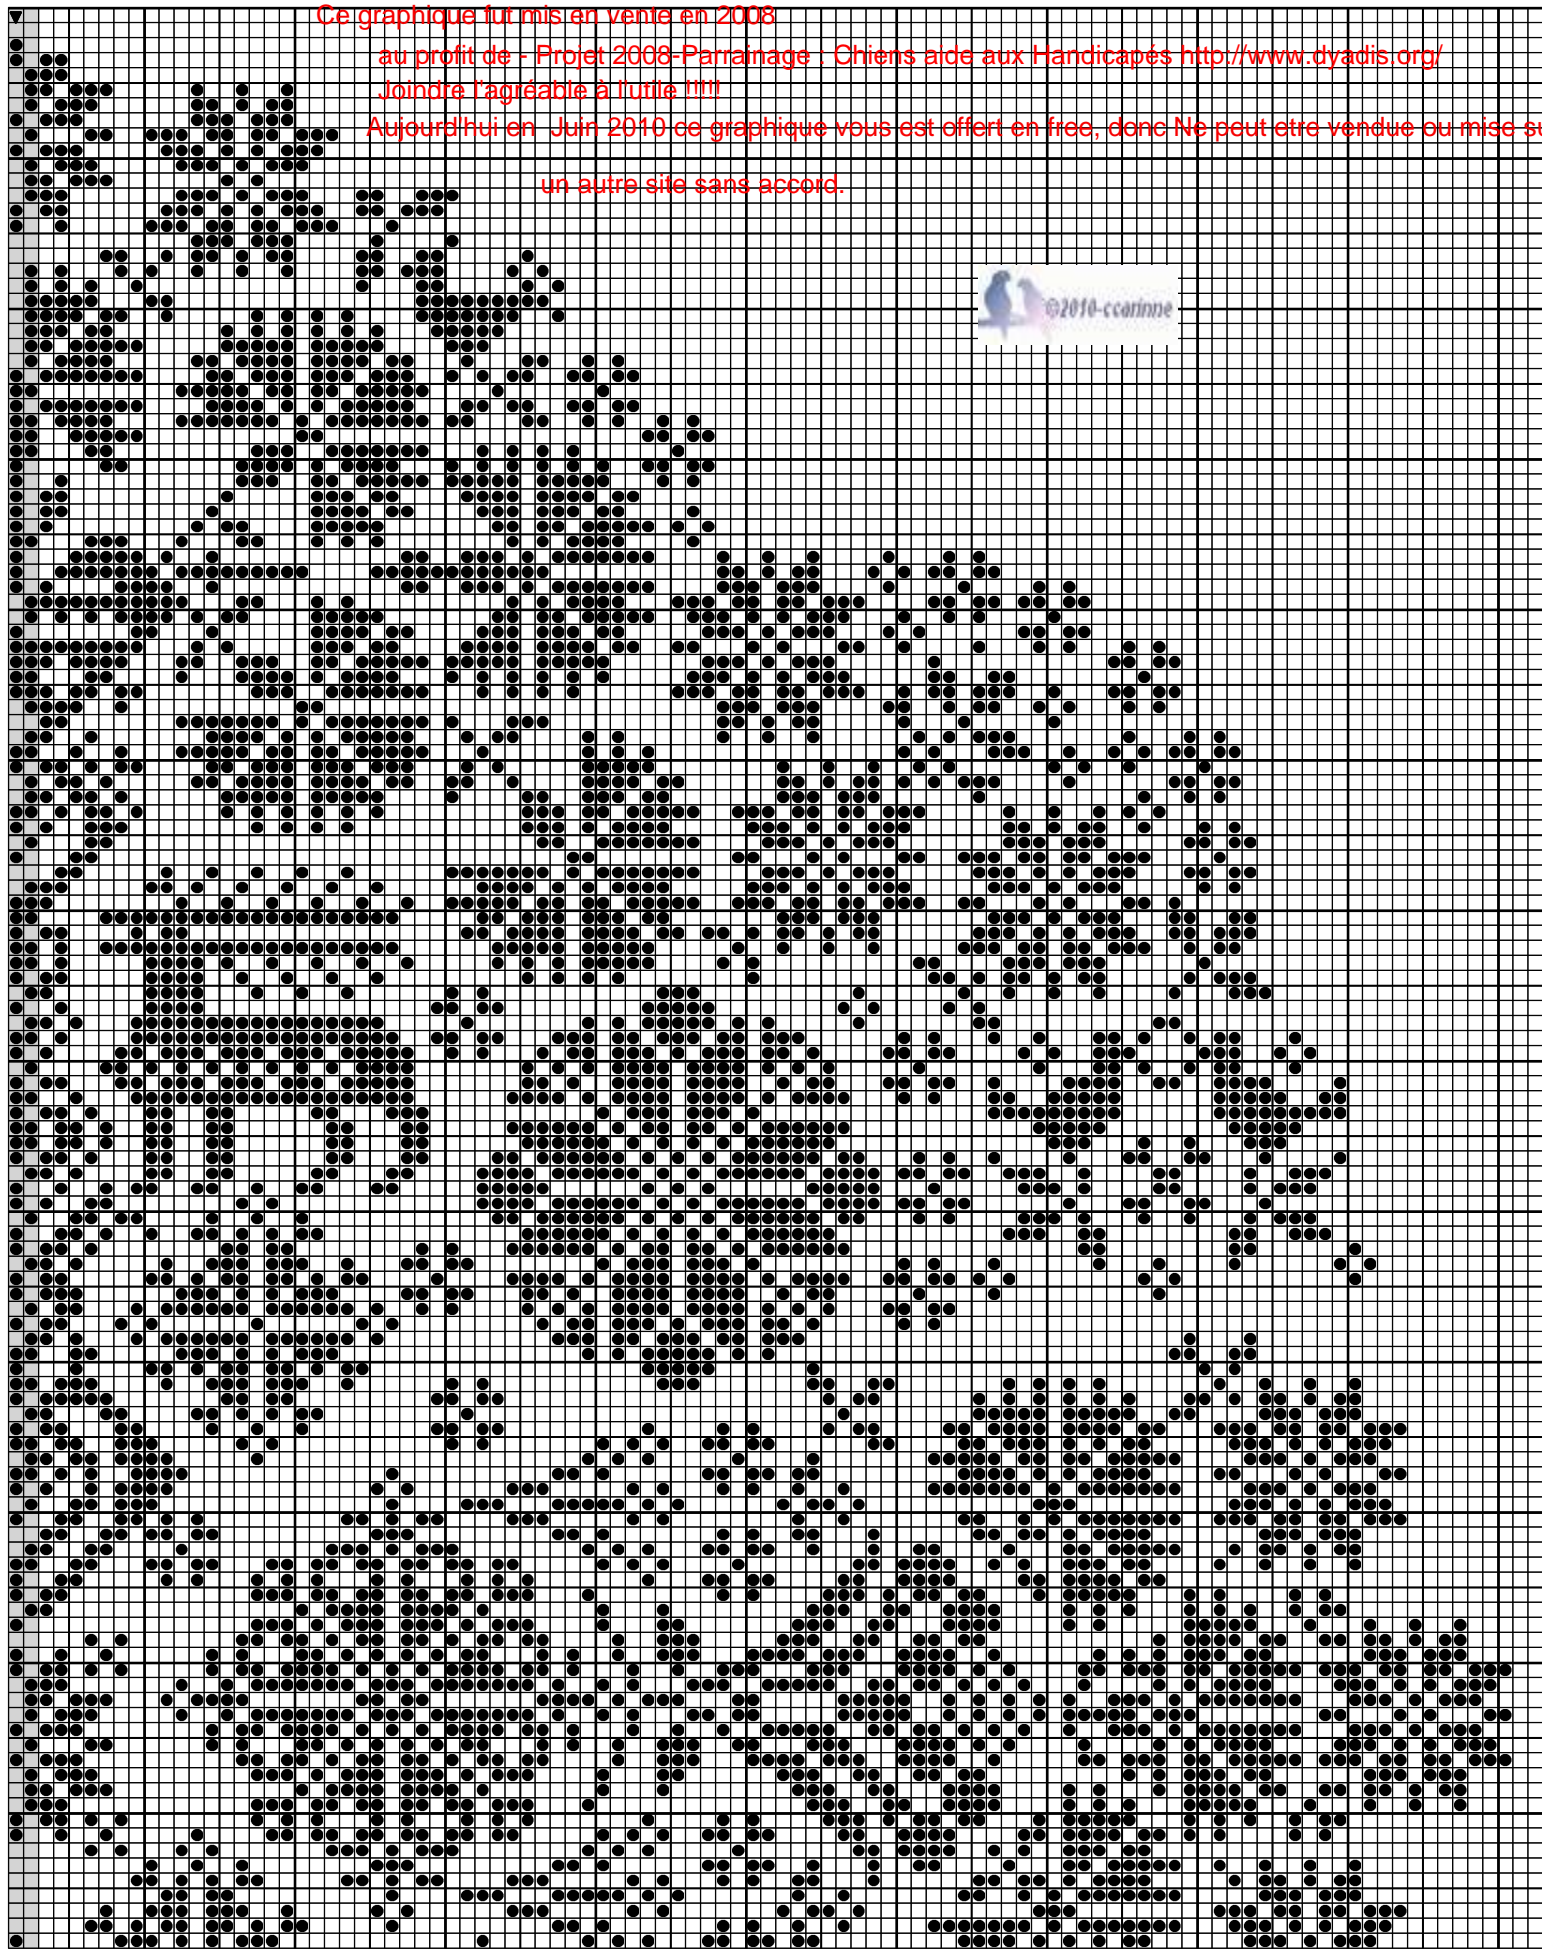 Ce graphique fut mis en vente en 2008
au profit de - Projet 2008-Parrainage : Chiens aide aux Handicapés http://www.dyadis.org/
Joindre l'agréable à l'utile !!!!!
Aujourd'hui en Juin 2010 ce graphique vous est offert en free, donc Ne peut etre vendue ou mise su
un autre site sans accord.
©2010-ccarinne